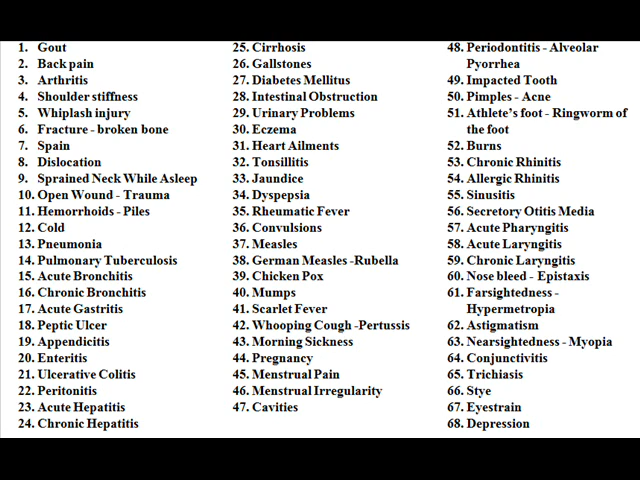 1. Gout
2. Back pain
3. Arthritis
4. Shoulder stiffness
5. Whiplash injury
6. Fracture - broken bone
7. Spain
8. Dislocation
9. Sprained Neck While Asleep
10. Open Wound - Trauma
11. Hemorrhoids - Piles
12. Cold
13. Pneumonia
14. Pulmonary Tuberculosis
15. Acute Bronchitis
16. Chronic Bronchitis
17. Acute Gastritis
18. Peptic Ulcer
19. Appendicitis
20. Enteritis
21. Ulcerative Colitis
22. Peritonitis
23. Acute Hepatitis
24. Chronic Hepatitis
25. Cirrhosis
26. Gallstones
27. Diabetes Mellitus
28. Intestinal Obstruction
29. Urinary Problems
30. Eczema
31. Heart Ailments
32. Tonsillitis
33. Jaundice
34. Dyspepsia
35. Rheumatic Fever
36. Convulsions
37. Measles
38. German Measles -Rubella
39. Chicken Pox
40. Mumps
41. Scarlet Fever
42. Whooping Cough -Pertussis
43. Morning Sickness
44. Pregnancy
45. Menstrual Pain
46. Menstrual Irregularity
47. Cavities
48. Periodontitis - Alveolar
Pyorrhea
49. Impacted Tooth
50. Pimples - Acne
51. Athlete's foot - Ringworm of
the foot
52. Burns
53. Chronic Rhinitis
54. Allergic Rhinitis
55. Sinusitis
56. Secretory Otitis Media
57. Acute Pharyngitis
58. Acute Laryngitis
59. Chronic Laryngitis
60. Nose bleed - Epistaxis
61. Farsightedness -
Hypermetropia
62. Astigmatism
63. Nearsightedness - Myopia
64. Conjunctivitis
65. Trichiasis
66. Stye
67. Eyestrain
68. Depression